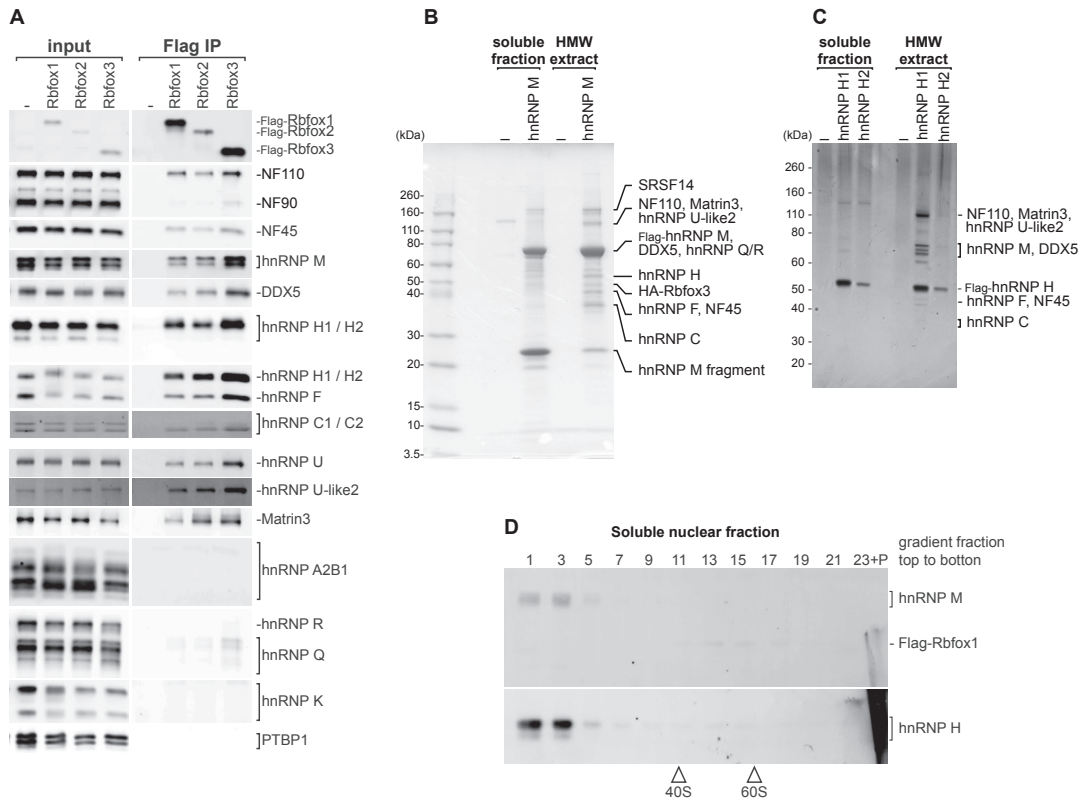 A
input
Flag IP
-
Rbfox1
Rbfox2
Rbfox3
-
Rbfox1
Rbfox2
Rbfox3
-Flag-Rbfox1
-Flag-Rbfox2
-Flag-Rbfox3
-NF110
-NF90
-NF45
hnRNP M
-DDX5
hnRNP H1 / H2
-hnRNP H1 / H2
-hnRNP F
hnRNP C1 / C2
-hnRNP U
-hnRNP U-like2
-Matrin3
hnRNP A2B1
-hnRNP R
hnRNP Q
hnRNP K
PTBP1
B
soluble fraction
HMW extract
–
hnRNP M
–
hnRNP M
(kDa)
260-
160-
110-
80-
60-
50-
40-
30-
20-
15-
10-
3.5-
SRSF14
NF110, Matrin3,
hnRNP U-like2
Flag-hnRNP M,
DDX5, hnRNP Q/R
hnRNP H
HA-Rbfox3
hnRNP F, NF45
hnRNP C
hnRNP M fragment
C
soluble fraction
HMW extract
–
hnRNP H1
hnRNP H2
–
hnRNP H1
hnRNP H2
(kDa)
260 -
160 -
110 -
80 -
60 -
50 -
40 -
30 -
20 -
- NF110, Matrin3,
hnRNP U-like2
hnRNP M, DDX5
- Flag-hnRNP H
- hnRNP F, NF45
hnRNP C
D
Soluble nuclear fraction
1 3 5 7 9 11 13 15 17 19 21 23+P
gradient fraction
top to botton
hnRNP M
- Flag-Rbfox1
hnRNP H
40S
60S